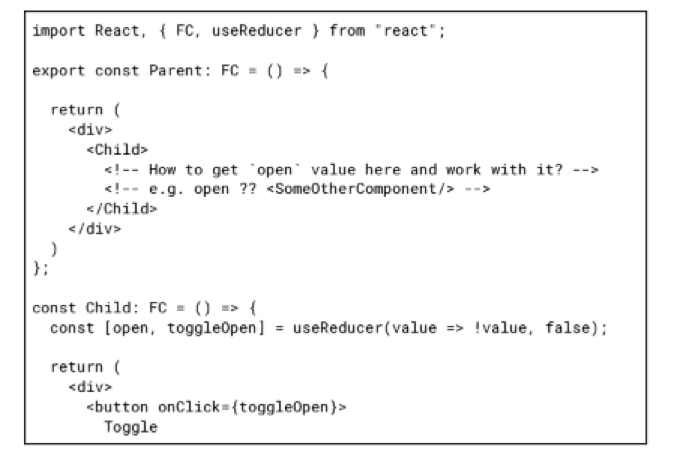 import React, { FC, useReducer } from "react";
export const Parent: FC = () => {
return (
<div>
<Child>
<!-- How to get `open` value here and work with it? -->
<!-- e.g. open ?? <SomeOtherComponent/> -->
</Child>
</div>
)
};
const Child: FC = () => {
const [open, toggleOpen] = useReducer(value => !value, false);
return (
<div>
<button onClick={toggleOpen}>
Toggle